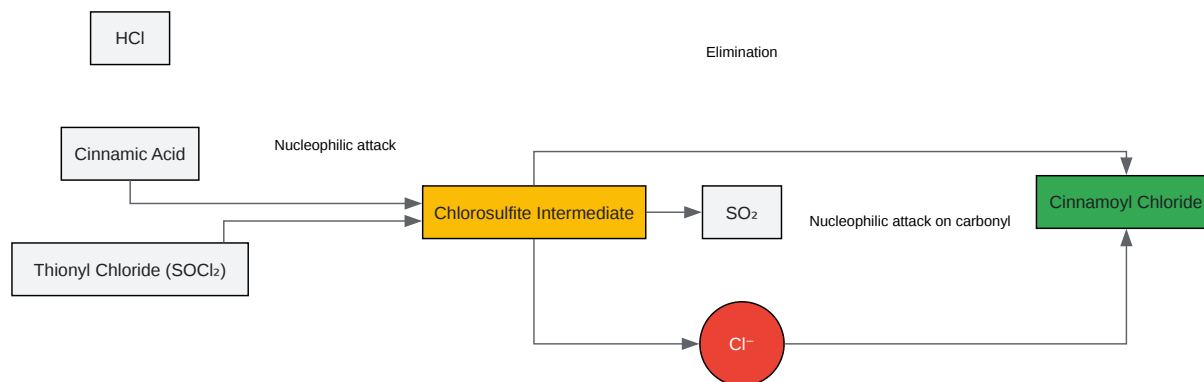 HCl
Elimination
Nucleophilic attack
Cinnamic Acid
Chlorosulfite Intermediate
SO₂
Cinnamoyl Chloride
Nucleophilic attack on carbonyl
Thionyl Chloride (SOCl₂)
Cl⁻